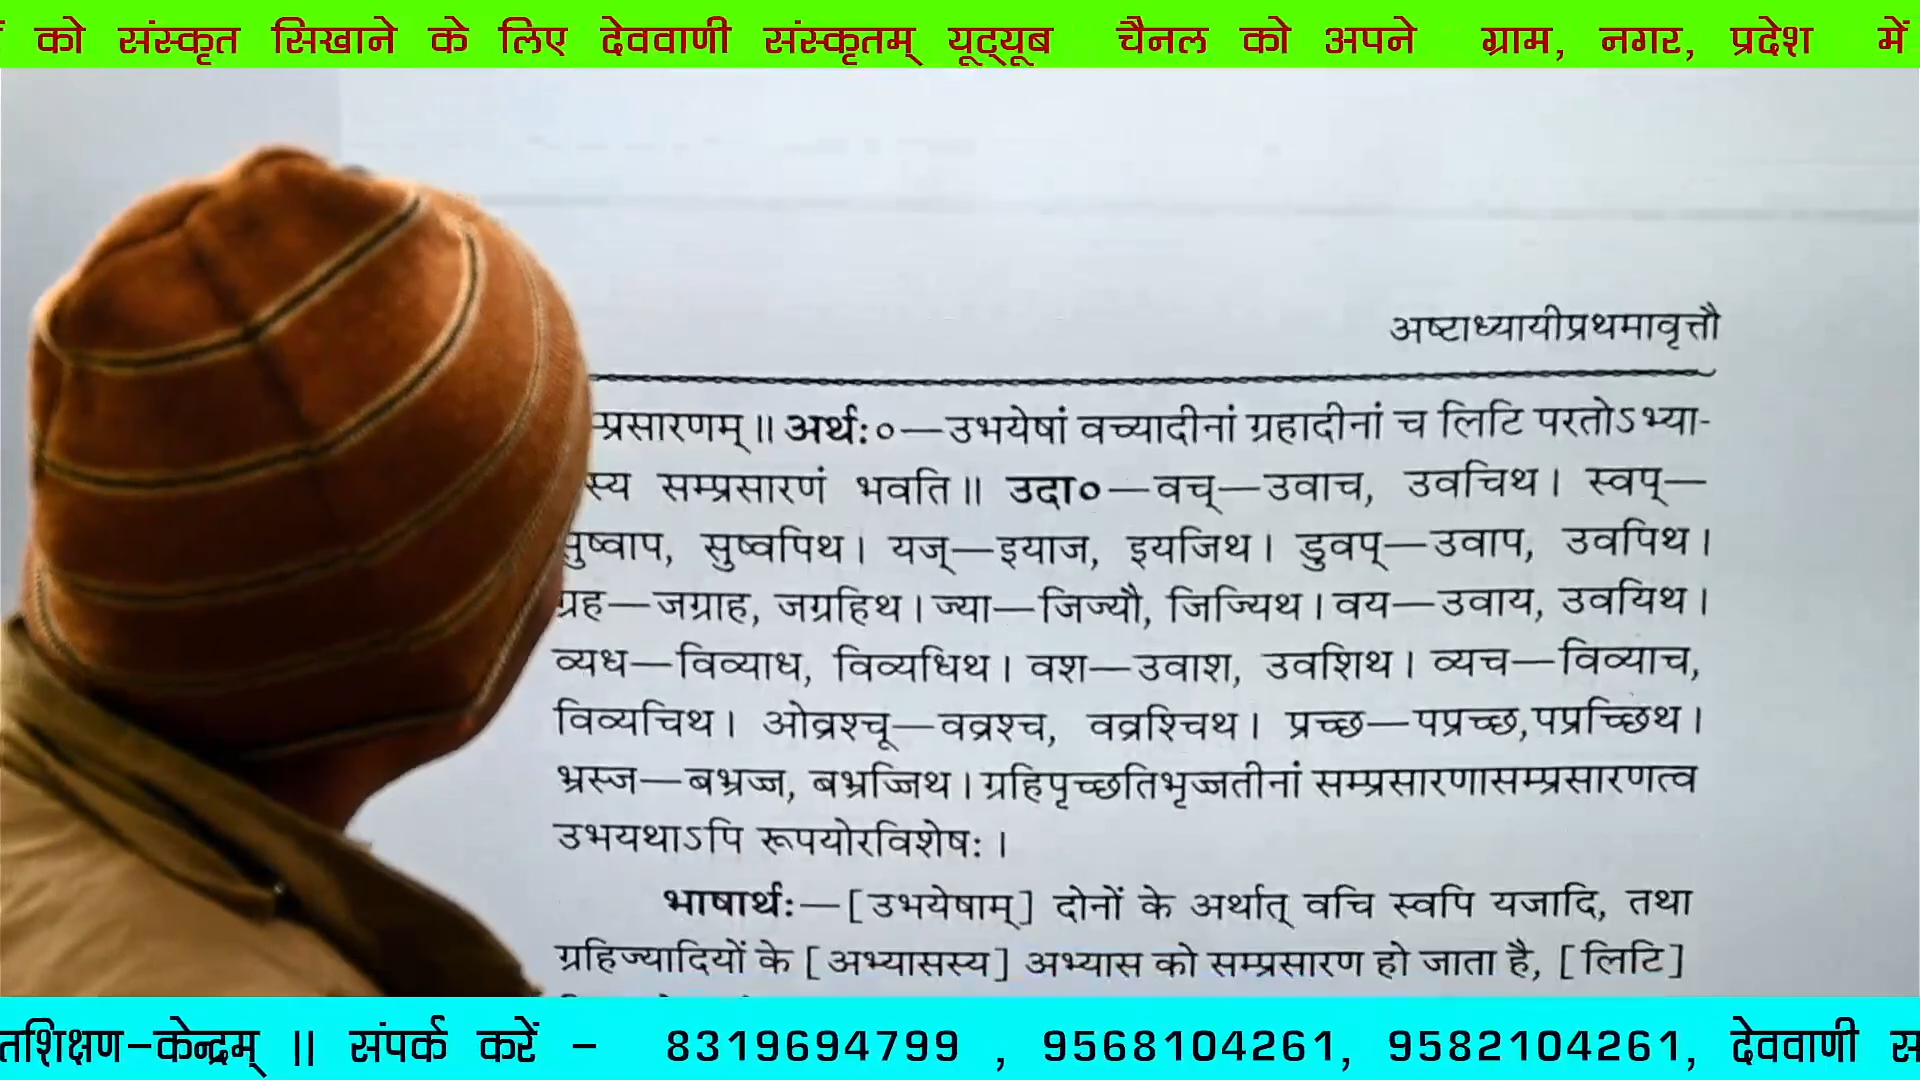 को संस्कृत सिखाने के लिए देववाणी संस्कृतम् यूट्यूब चैनल को अपने ग्राम, नगर, प्रदेश में
अष्टाध्यायीप्रथमावृत्तौ
प्रसारणम्॥ अर्थः०—उभयेषां वच्यादीनां ग्रहादीनां च लिटि परतोऽभ्या-
स्य सम्प्रसारणं भवति॥ उदा०—वच्—उवाच, उवचिथ। स्वप्—
सुष्वाप, सुष्वपिथ। यज्—इयाज, इयजिथ। डुवप्—उवाप, उवपिथ।
ग्रह—जग्राह, जग्रहिथ। ज्या—जिज्यौ, जिज्यिथ। वय—उवाय, उवयिथ।
व्यध—विव्याध, विव्यधिथ। वश—उवाश, उवशिथ। व्यच—विव्याच,
विव्यचिथ। ओव्रश्चू—वव्रश्च, वव्रश्चिथ। प्रच्छ—पप्रच्छ,पप्रच्छिथ।
भ्रस्ज—बभ्रज्ज, बभ्रज्जिथ। ग्रहिपृच्छतिभृज्जतीनां सम्प्रसारणासम्प्रसारणत्व
उभयथाऽपि रूपयोरविशेषः।
भाषार्थः—[उभयेषाम्] दोनों के अर्थात् वचि स्वपि यजादि, तथा
ग्रहिज्यादियों के [अभ्यासस्य] अभ्यास को सम्प्रसारण हो जाता है, [लिटि]
तशिक्षण-केन्द्रम् || संपर्क करें - 8319694799 , 9568104261, 9582104261, देववाणी